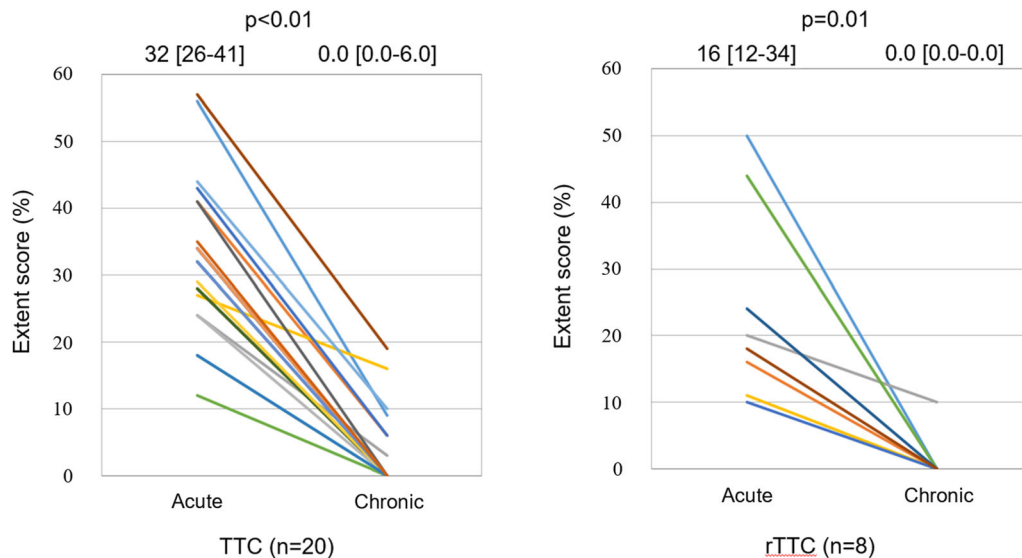 p<0.01
32 [26-41] 0.0 [0.0-6.0]
60
50
40
30
20
10
0
Extent score (%)
Acute Chronic
TTC (n=20)
p=0.01
16 [12-34] 0.0 [0.0-0.0]
60
50
40
30
20
10
0
Extent score (%)
Acute Chronic
rTTC (n=8)